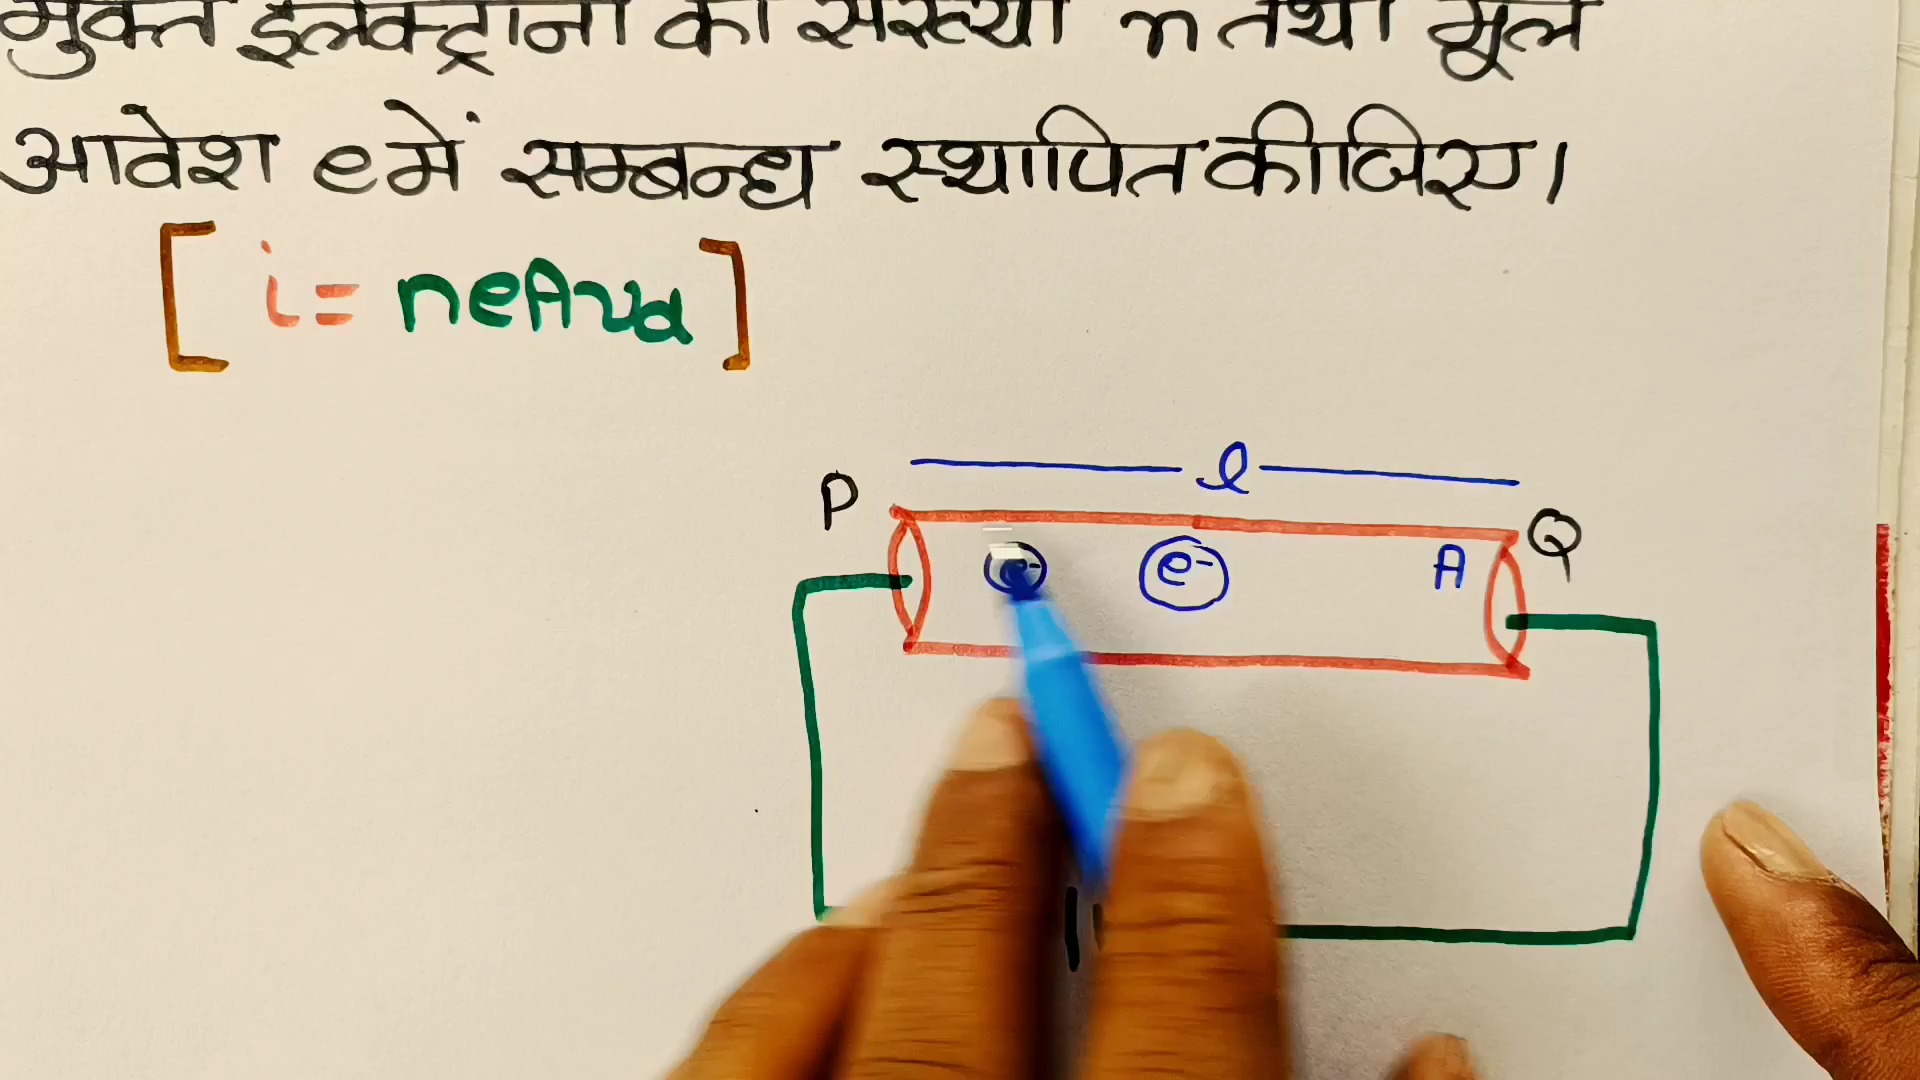 मुक्त इलेक्ट्रानों की संख्या n तथा मूल
आवेश e में सम्बन्ध स्थापित कीजिए।
[ i = neAvd ]
l
P
Q
e-
e-
A